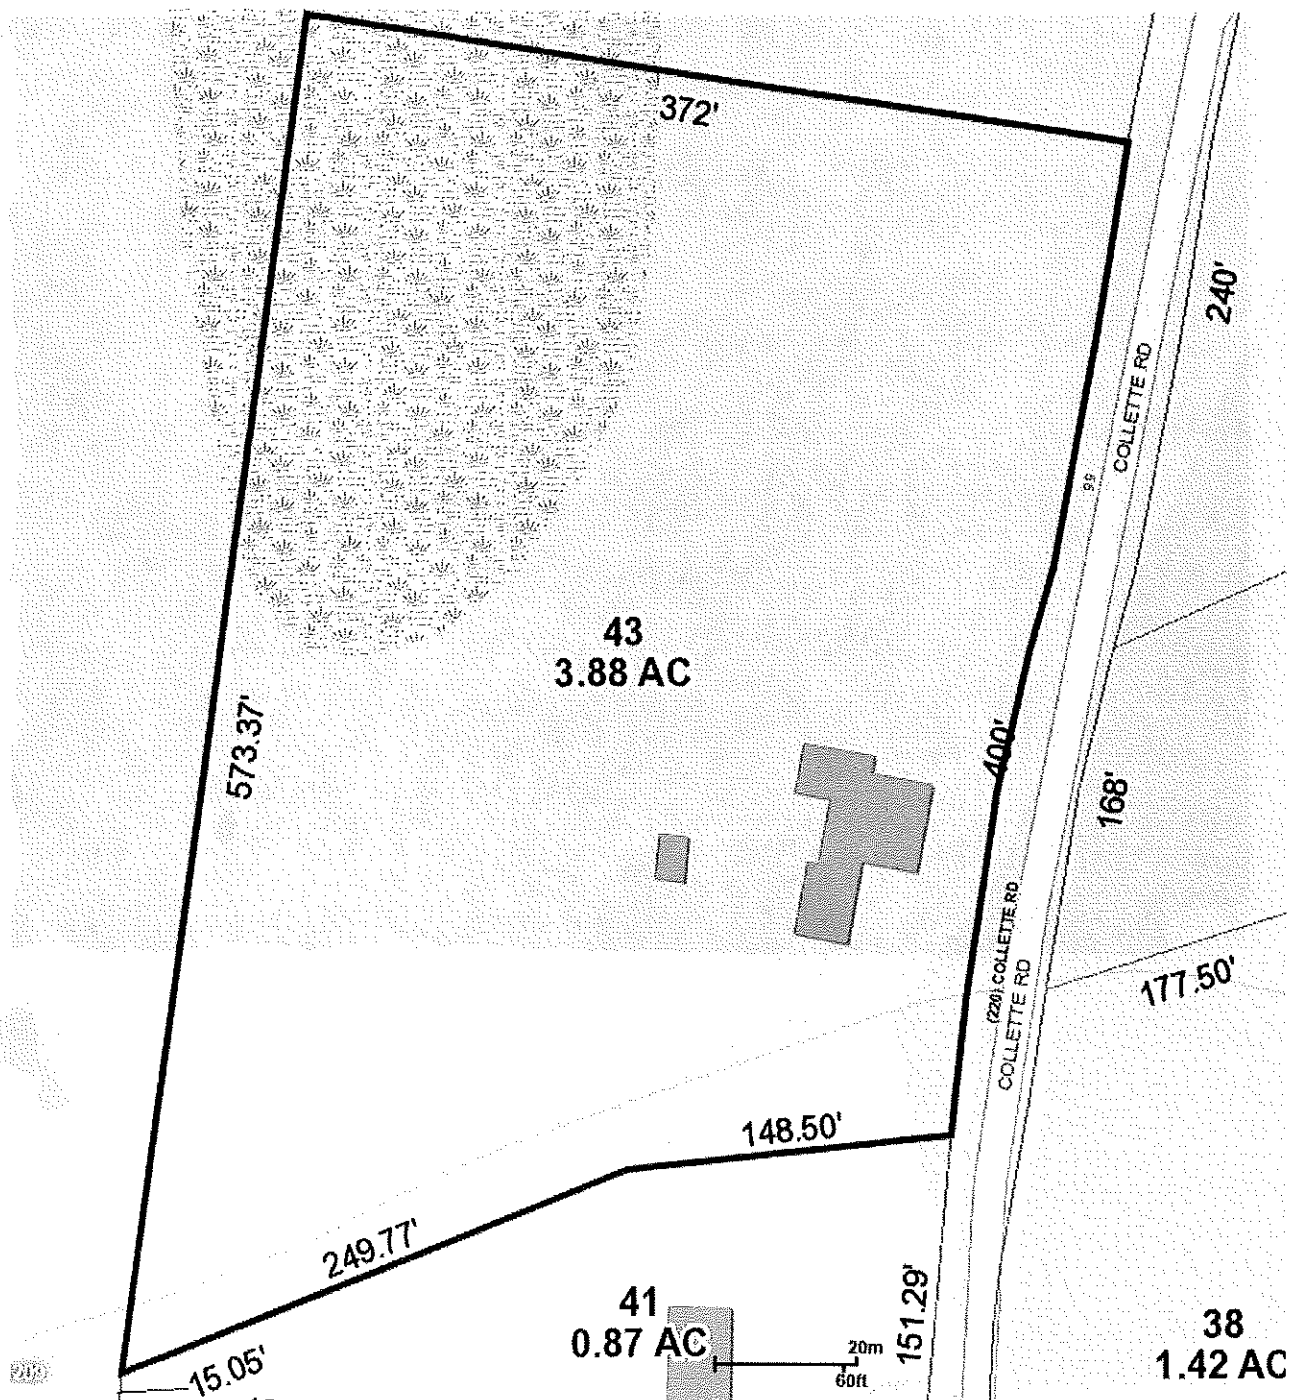 372'
240'
COLLETTE RD
99
43
3.88 AC
573.37'
400'
168'
(220) COLLETTE RD
COLLETTE RD
177.50'
148.50'
249.77'
41
0.87 AC
151.29'
38
1.42 AC
20m
60ft
15.05'